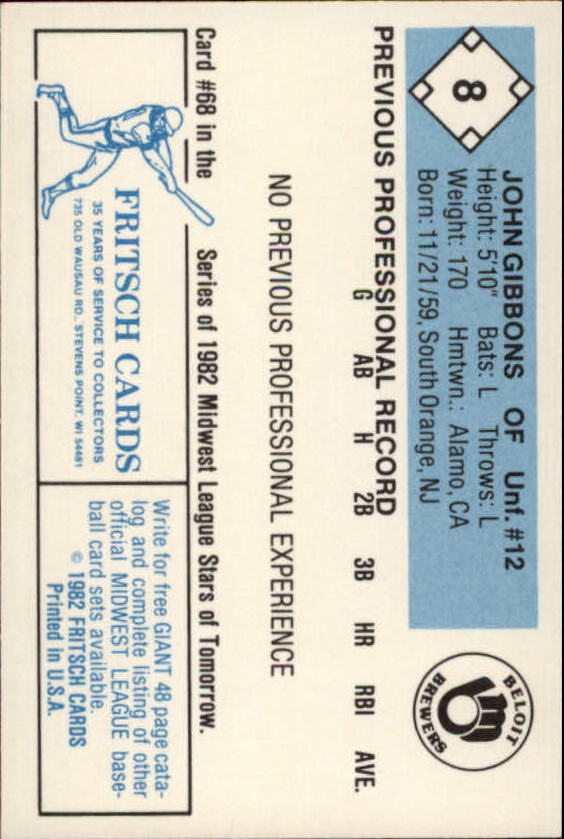 8
JOHN GIBBONS OF Unf. #12
Height: 5'10" Bats: L Throws: L
Weight: 170 Hmtwn.: Alamo, CA
Born: 11/21/59, South Orange, NJ
BELOIT
BREWERS
PREVIOUS PROFESSIONAL RECORD
G AB H 2B 3B HR RBI AVE.
NO PREVIOUS PROFESSIONAL EXPERIENCE
Card #68 in the Series of 1982 Midwest League Stars of Tomorrow.
FRITSCH CARDS
35 YEARS OF SERVICE TO COLLECTORS
735 OLD WAUSAU RD., STEVENS POINT, WI 54481
Write for free GIANT 48 page cata-
log and complete listing of other
official MIDWEST LEAGUE base-
ball card sets available.
© 1982 FRITSCH CARDS
Printed in U.S.A.